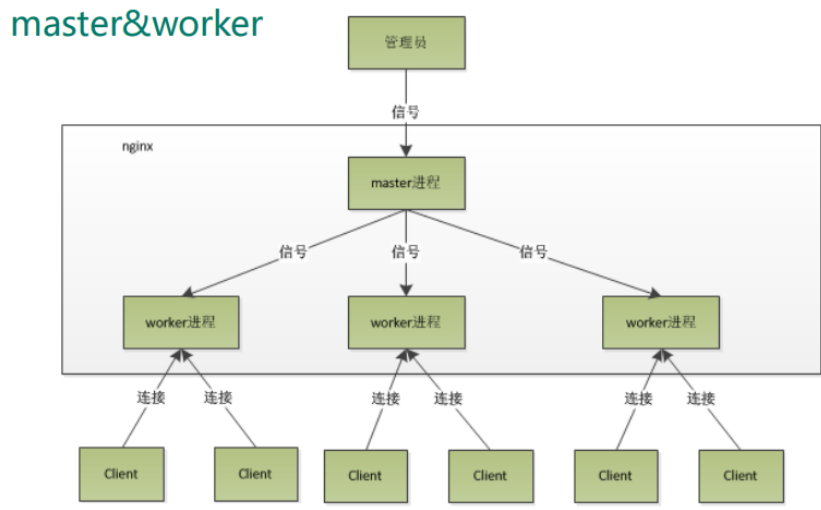 master&worker
管理员
信号
nginx
master进程
信号 信号 信号
worker进程 worker进程 worker进程
连接 连接 连接 连接 连接 连接
Client Client Client Client Client Client